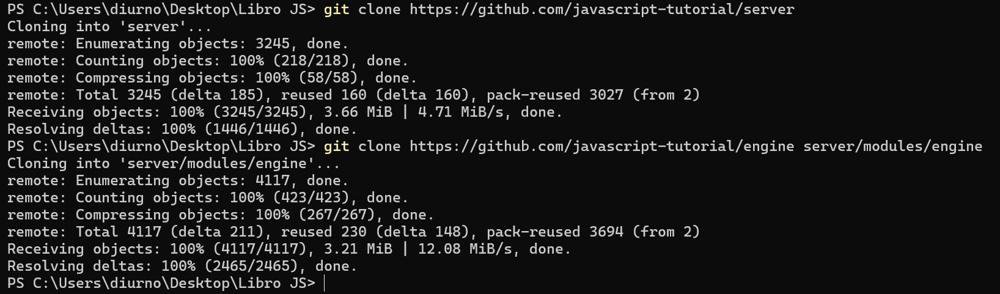 PS C:\Users\diurno\Desktop\Libro JS> git clone https://github.com/javascript-tutorial/server
Cloning into 'server'...
remote: Enumerating objects: 3245, done.
remote: Counting objects: 100% (218/218), done.
remote: Compressing objects: 100% (58/58), done.
remote: Total 3245 (delta 185), reused 160 (delta 160), pack-reused 3027 (from 2)
Receiving objects: 100% (3245/3245), 3.66 MiB | 4.71 MiB/s, done.
Resolving deltas: 100% (1446/1446), done.
PS C:\Users\diurno\Desktop\Libro JS> git clone https://github.com/javascript-tutorial/engine server/modules/engine
Cloning into 'server/modules/engine'...
remote: Enumerating objects: 4117, done.
remote: Counting objects: 100% (423/423), done.
remote: Compressing objects: 100% (267/267), done.
remote: Total 4117 (delta 211), reused 230 (delta 148), pack-reused 3694 (from 2)
Receiving objects: 100% (4117/4117), 3.21 MiB | 12.08 MiB/s, done.
Resolving deltas: 100% (2465/2465), done.
PS C:\Users\diurno\Desktop\Libro JS>